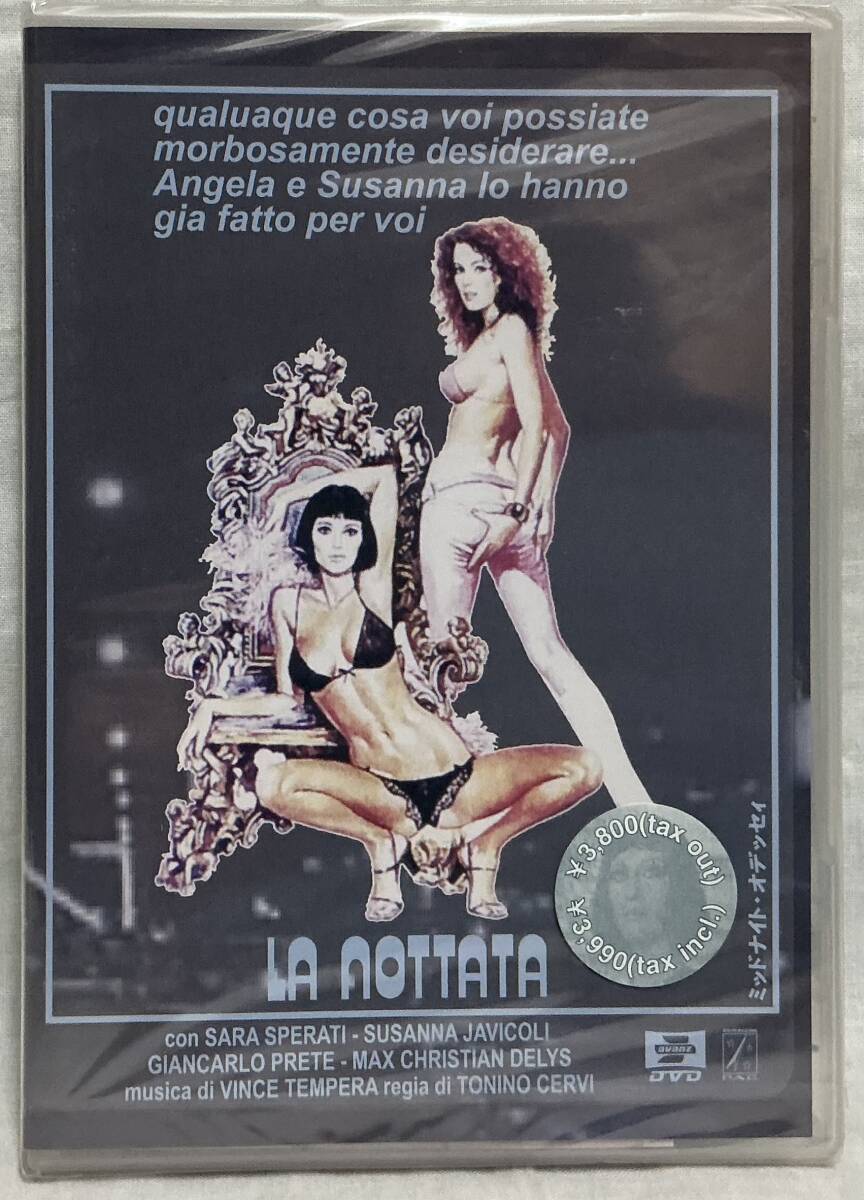 qualuaque cosa voi possiate
morbosamente desiderare...
Angela e Susanna lo hanno
gia fatto per voi
¥3,800(tax out)
¥3,990(tax incl.)
ミッドナイト・オデッセイ
LA NOTTATA
con SARA SPERATI - SUSANNA JAVICOLI
GIANCARLO PRETE - MAX CHRISTIAN DELYS
musica di VINCE TEMPERA regia di TONINO CERVI
avanz
DVD